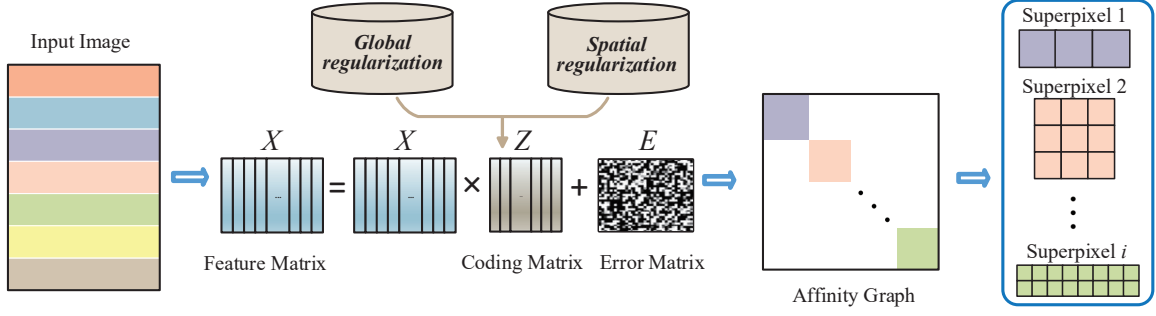 Input Image
Global
regularization
Spatial
regularization
X
=
X
×
Z
+
E
Feature Matrix
...
...
...
Coding Matrix
Error Matrix
Affinity Graph
Superpixel 1
Superpixel 2
Superpixel i